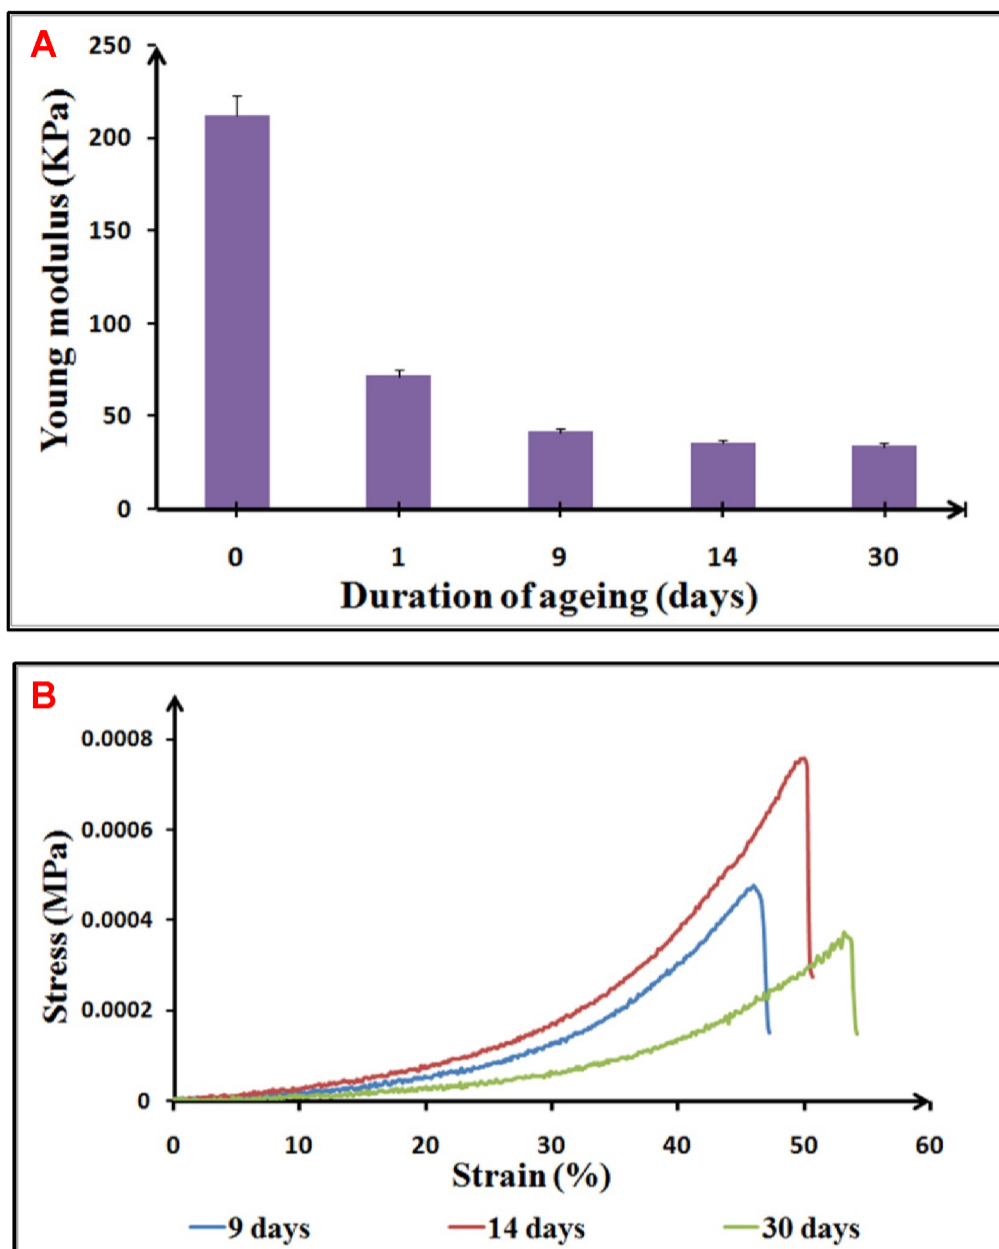 A
Young modulus (KPa)
250
200
150
100
50
0
0 1 9 14 30
Duration of ageing (days)
B
Stress (MPa)
0.0008
0.0006
0.0004
0.0002
0
0 10 20 30 40 50 60
Strain (%)
9 days 14 days 30 days